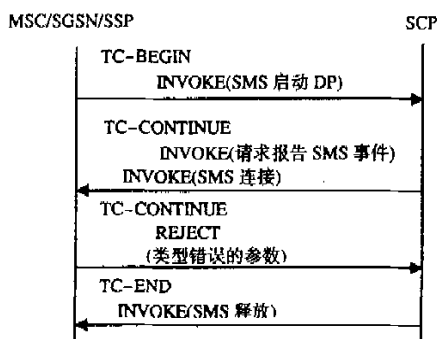 MSC/SGSN/SSP SCP
TC-BEGIN
INVOKE(SMS 启动 DP)
TC-CONTINUE
INVOKE(请求报告 SMS 事件)
INVOKE(SMS 连接)
TC-CONTINUE
REJECT
(类型错误的参数)
TC-END
INVOKE(SMS 释放)